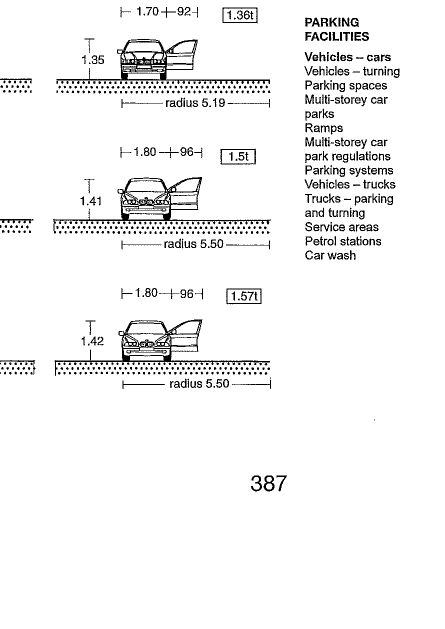 1.70 92 1.36t
1.35
radius 5.19
1.80 96 1.5t
1.41
radius 5.50
1.80 96 1.57t
1.42
radius 5.50
PARKING
FACILITIES
Vehicles – cars
Vehicles – turning
Parking spaces
Multi-storey car
parks
Ramps
Multi-storey car
park regulations
Parking systems
Vehicles – trucks
Trucks – parking
and turning
Service areas
Petrol stations
Car wash
387